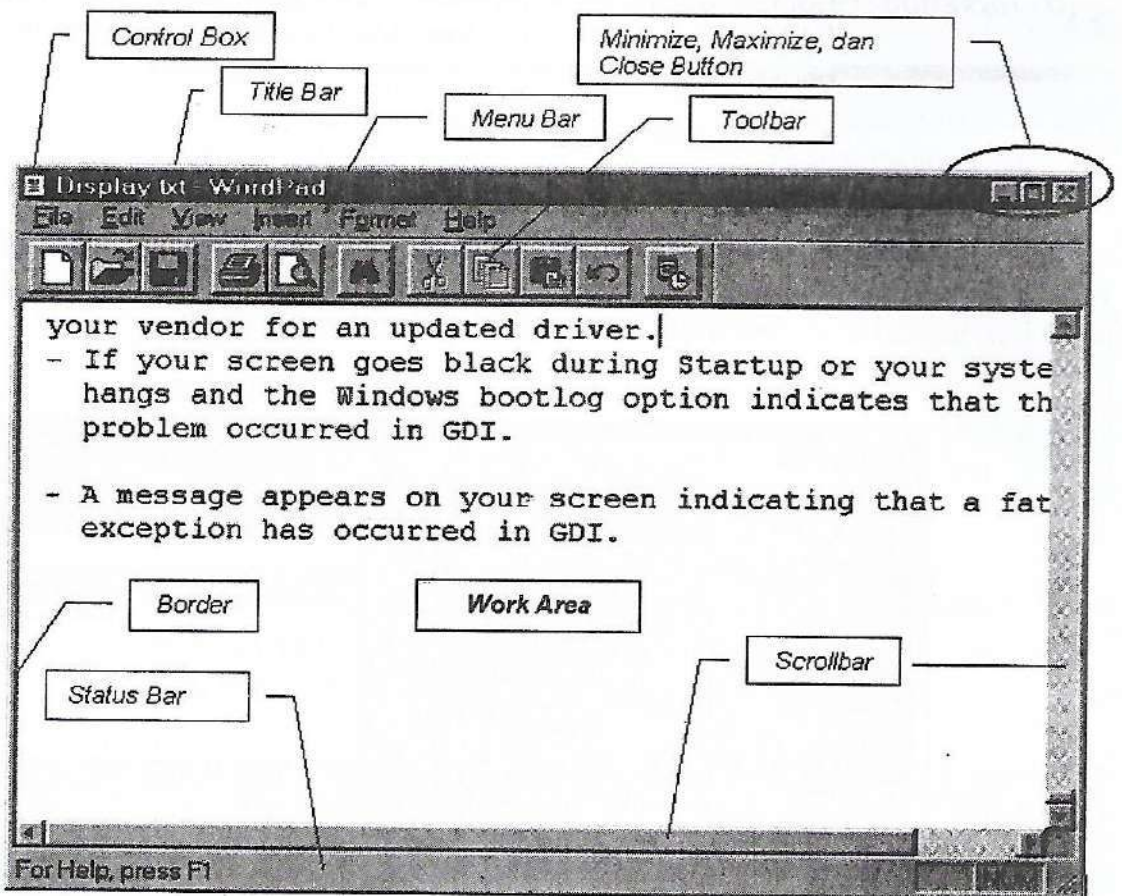 Control Box
Minimize, Maximize, dan
Close Button
Title Bar
Menu Bar
Toolbar
Display txt - WordPad
File Edit View Insert Format Help
your vendor for an updated driver.
- If your screen goes black during Startup or your syste
hangs and the Windows bootlog option indicates that th
problem occurred in GDI.
- A message appears on your screen indicating that a fat
exception has occurred in GDI.
Border
Work Area
Scrollbar
Status Bar
For Help, press F1